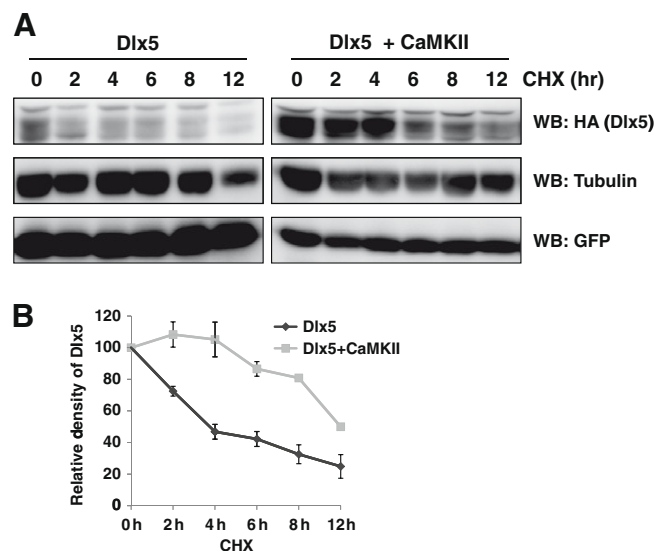 A
Dlx5
Dlx5 + CaMKII
0 2 4 6 8 12
0 2 4 6 8 12
CHX (hr)
WB: HA (Dlx5)
WB: Tubulin
WB: GFP
B
Relative density of Dlx5
120
100
80
60
40
20
0
Dlx5
Dlx5+CaMKII
0h 2h 4h 6h 8h 12h
CHX